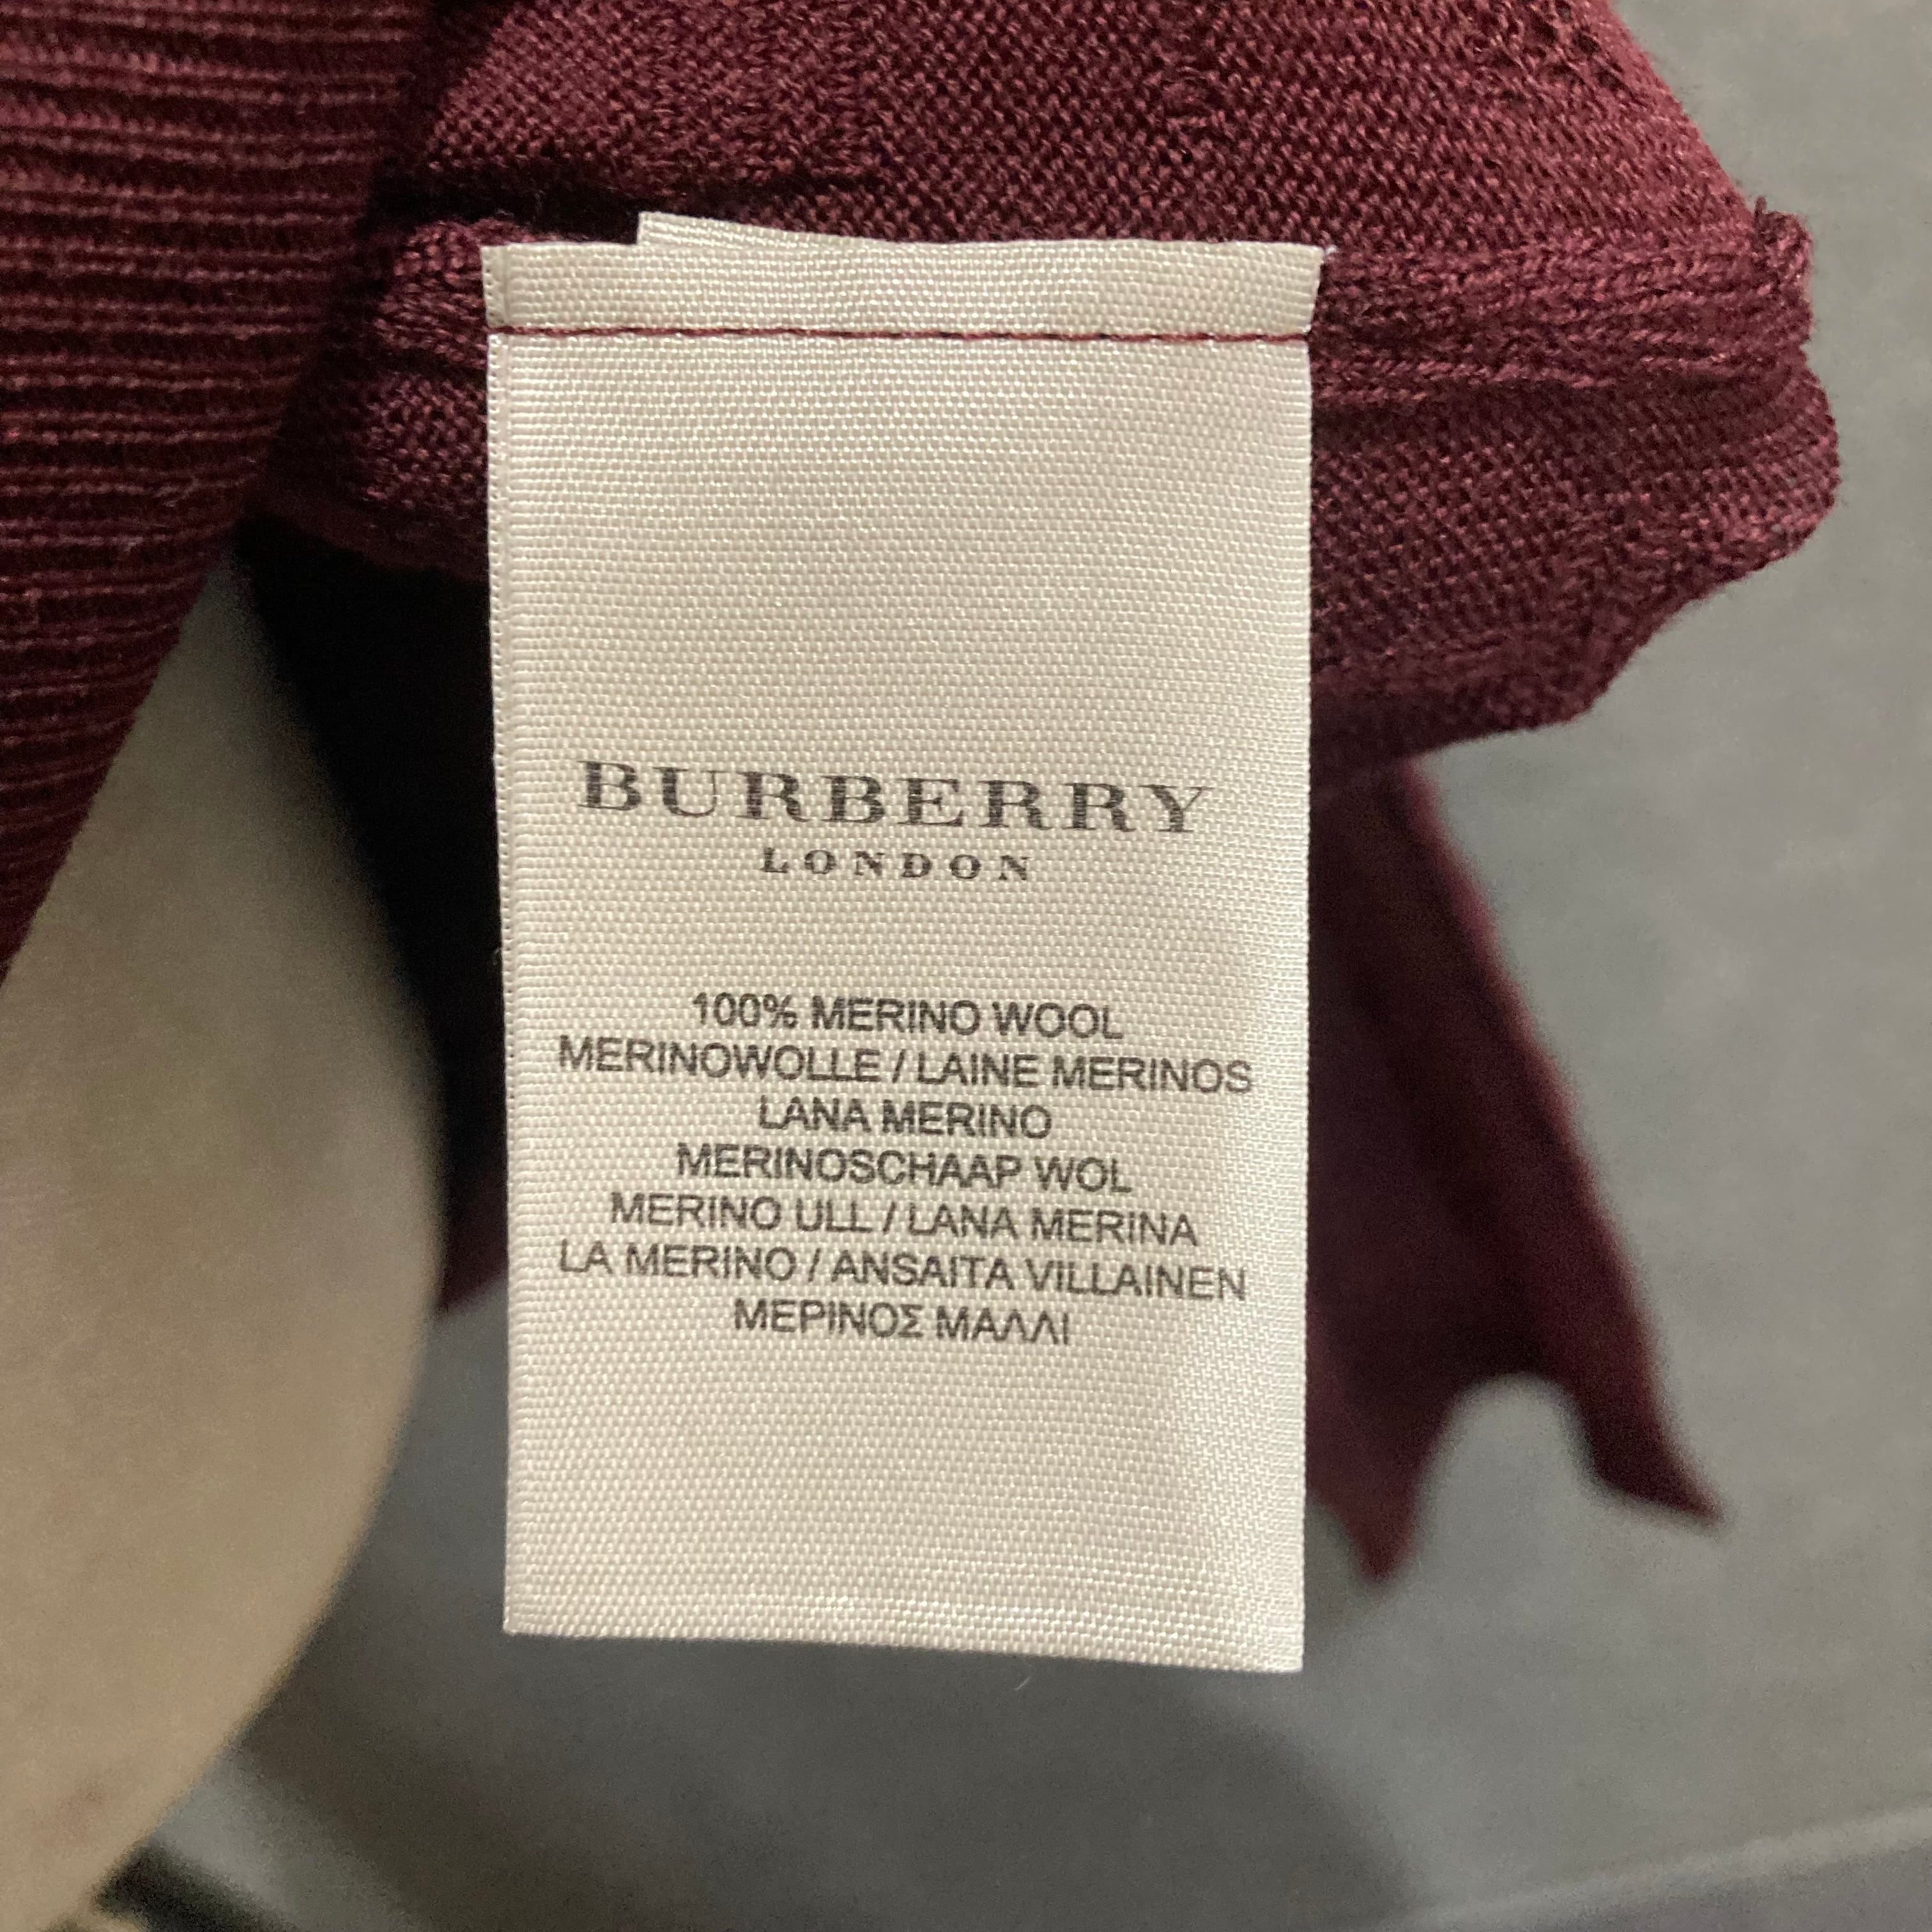 BURBERRY
LONDON
100% MERINO WOOL
MERINOWOLLE / LAINE MERINOS
LANA MERINO
MERINOSCHAAP WOL
MERINO ULL / LANA MERINA
LA MERINO / ANSAITA VILLAINEN
ΜΕΡΙΝΟΣ ΜΑΛΛΙ